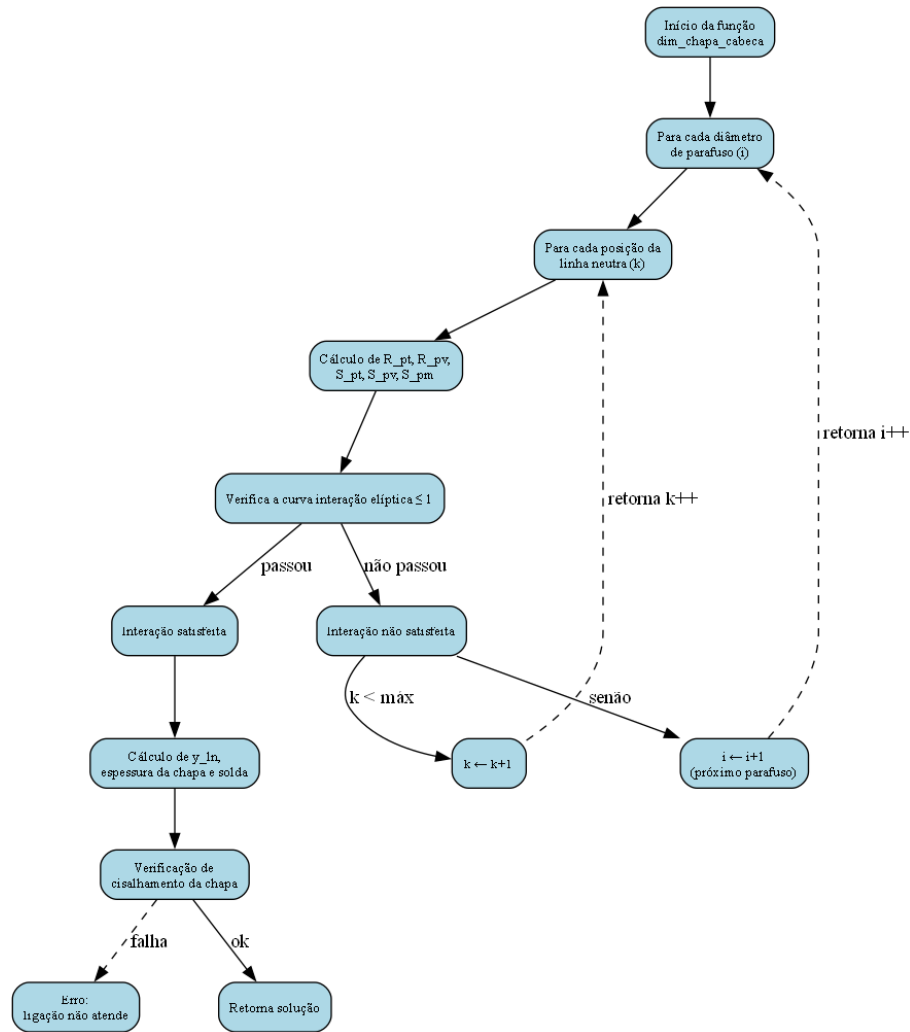 Início da função
dim_chapa_cabeca
Para cada diâmetro
de parafuso (i)
Para cada posição da
linha neutra (k)
Cálculo de R_pt, R_pv,
S_pt, S_pv, S_pm
retorna i++
Verifica a curva interação elíptica ≤ 1
retorna k++
passou
não passou
Interação satisfeita
Interação não satisfeita
k < máx
senão
Cálculo de y_ln,
espessura da chapa e solda
k ← k+1
i ← i+1
(próximo parafuso)
Verificação de
cisalhamento da chapa
falha
ok
Erro:
ligação não atende
Retorna solução